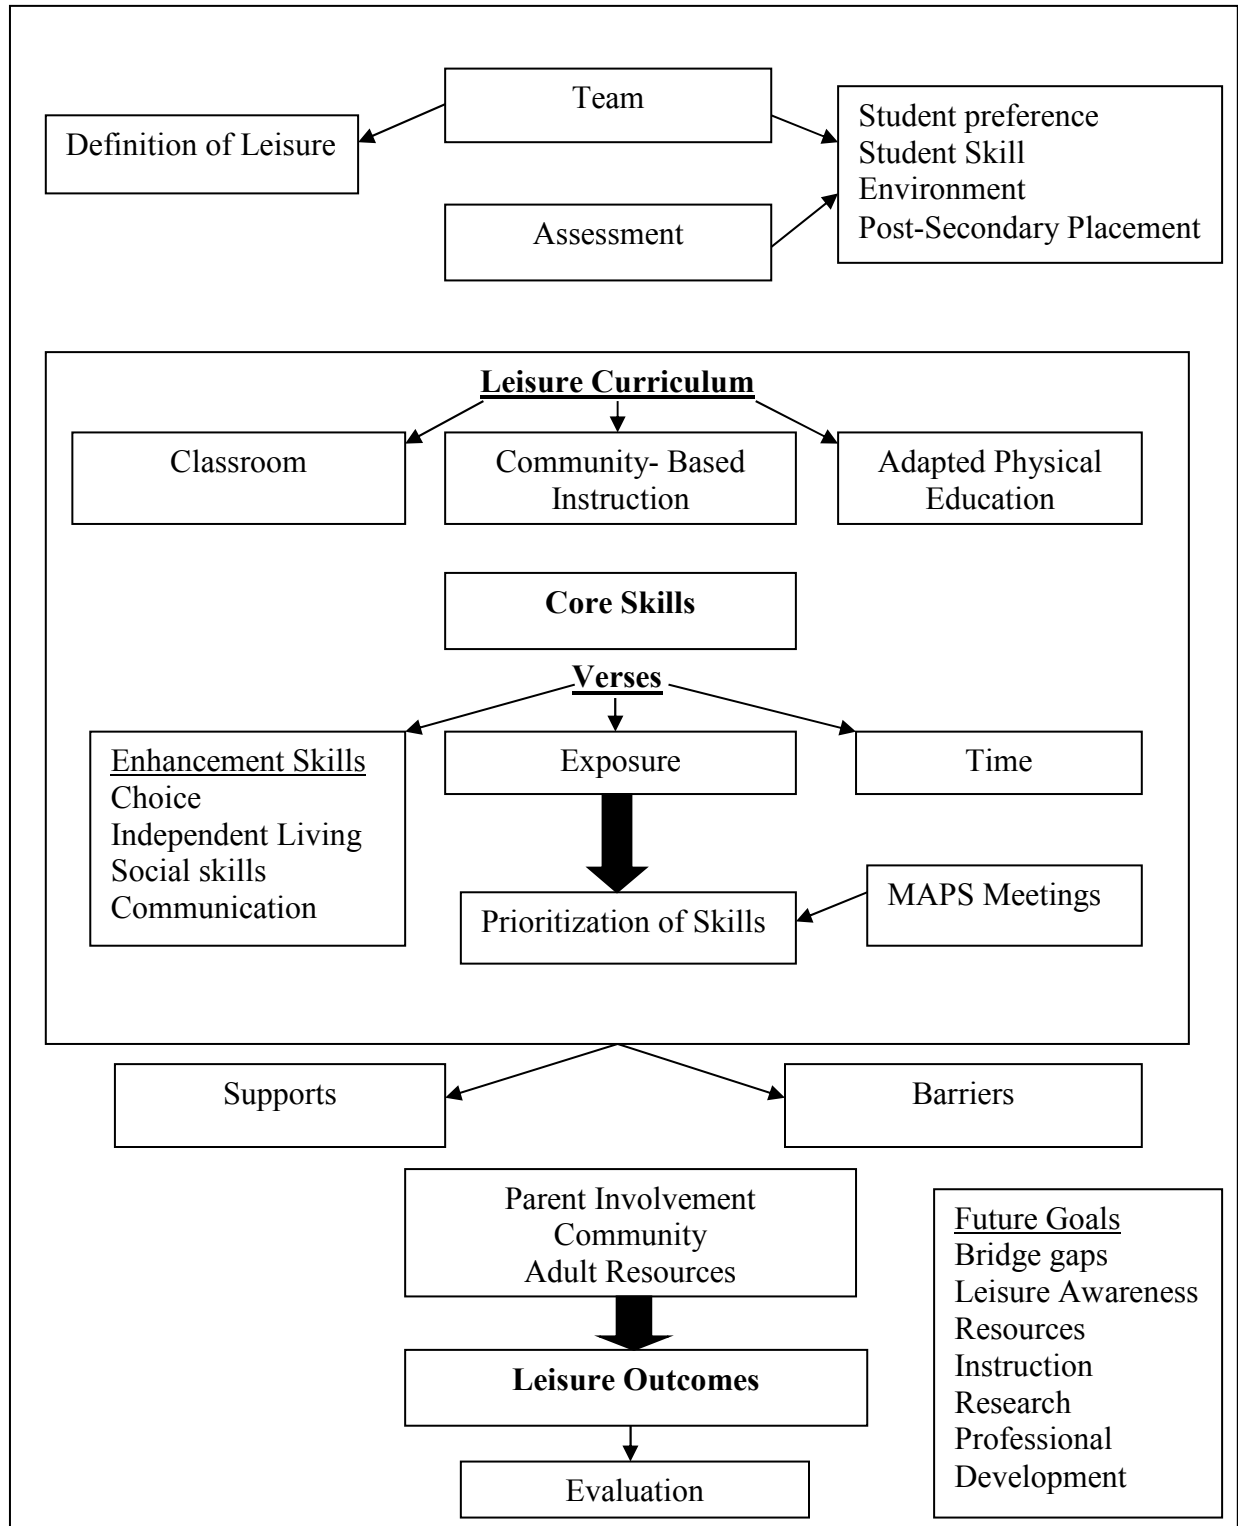 Team
Definition of Leisure
Student preference
Student Skill
Environment
Post-Secondary Placement
Assessment
Leisure Curriculum
Classroom
Community- Based
Instruction
Adapted Physical
Education
Core Skills
Verses
Enhancement Skills
Choice
Independent Living
Social skills
Communication
Exposure
Time
Prioritization of Skills
MAPS Meetings
Supports
Barriers
Parent Involvement
Community
Adult Resources
Future Goals
Bridge gaps
Leisure Awareness
Resources
Instruction
Research
Professional
Development
Leisure Outcomes
Evaluation